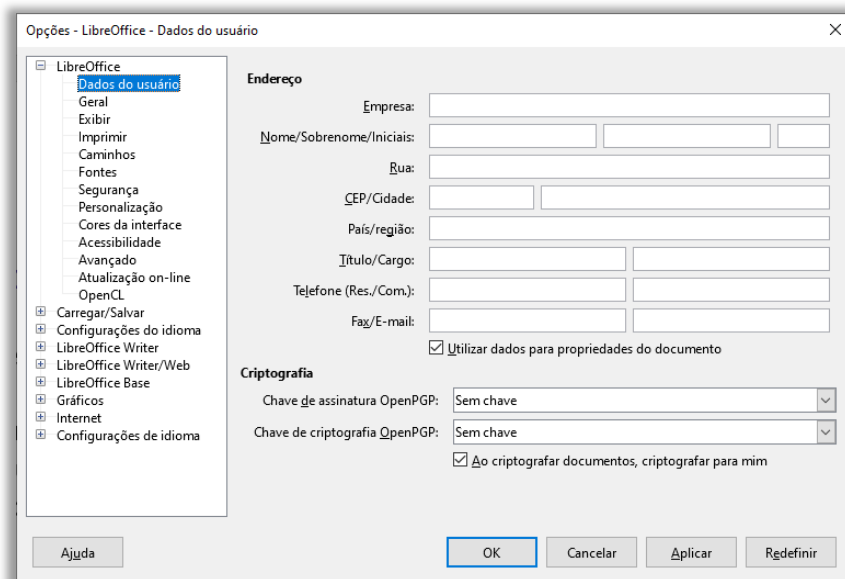 Opções - LibreOffice - Dados do usuário
LibreOffice
Dados do usuário
Geral
Exibir
Imprimir
Caminhos
Fontes
Segurança
Personalização
Cores da interface
Acessibilidade
Avançado
Atualização on-line
OpenCL
Carregar/Salvar
Configurações do idioma
LibreOffice Writer
LibreOffice Writer/Web
LibreOffice Base
Gráficos
Internet
Configurações de idioma
Endereço
Empresa:
Nome/Sobrenome/Iniciais:
Rua:
CEP/Cidade:
País/região:
Título/Cargo:
Telefone (Res./Com.):
Fax/E-mail:
Utilizar dados para propriedades do documento
Criptografia
Chave de assinatura OpenPGP: Sem chave
Chave de criptografia OpenPGP: Sem chave
Ao criptografar documentos, criptografar para mim
Ajuda OK Cancelar Aplicar Redefinir